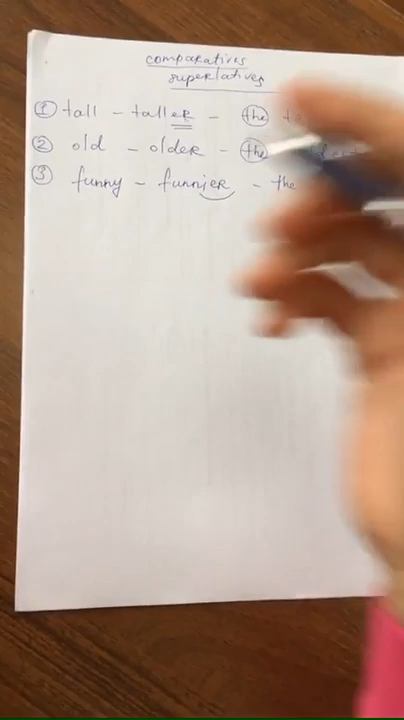 comparatives
superlatives
① tall - taller - the
② old - older - the
③ funny - funnier - the